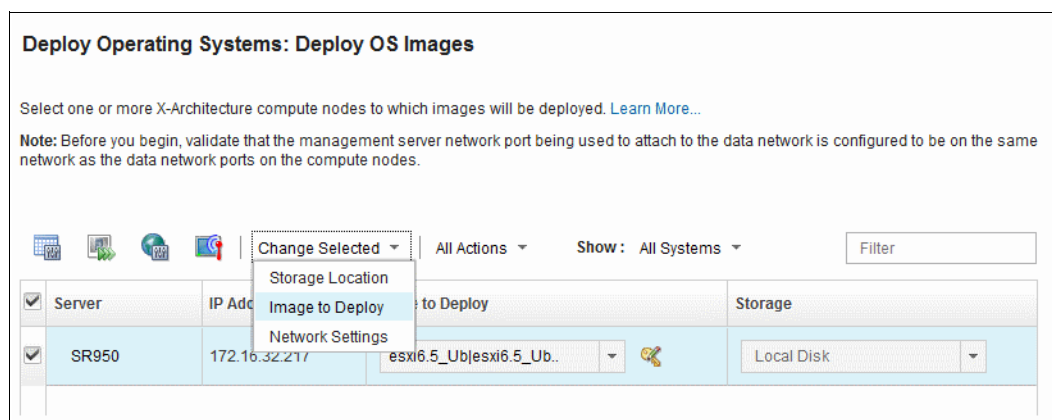 Deploy Operating Systems: Deploy OS Images
Select one or more X-Architecture compute nodes to which images will be deployed. Learn More...
Note: Before you begin, validate that the management server network port being used to attach to the data network is configured to be on the same
network as the data network ports on the compute nodes.
Change Selected All Actions Show: All Systems Filter
Storage Location
Server IP Add Image to Deploy to Deploy Storage
Network Settings
SR950 172.16.32.217 esxi6.5_Ub|esxi6.5_Ub.. Local Disk